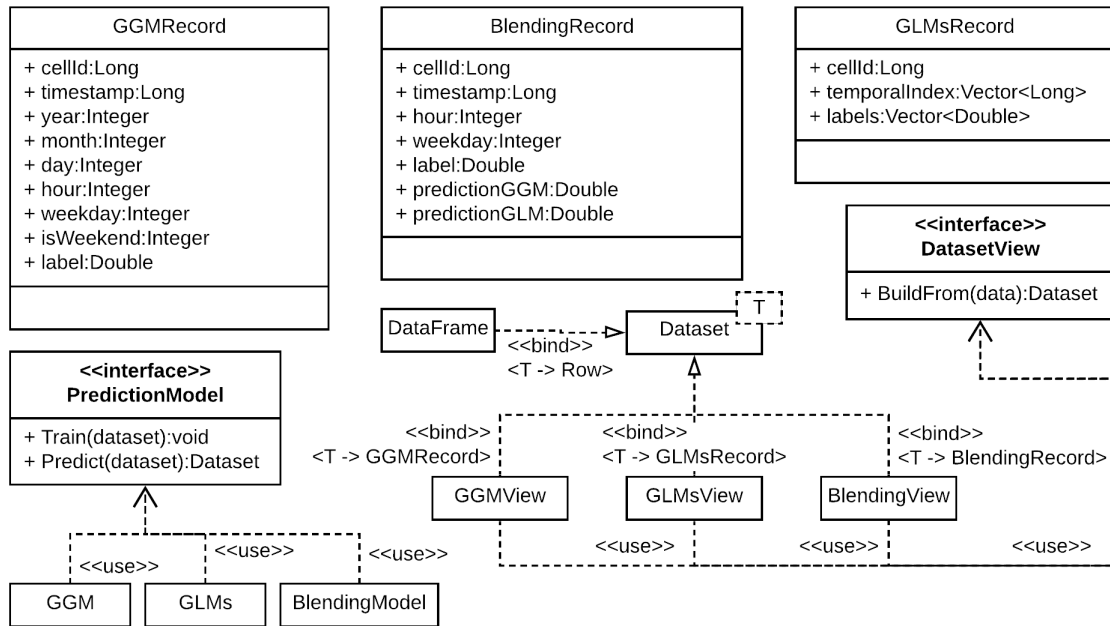 GGMRecord
+ cellId:Long
+ timestamp:Long
+ year:Integer
+ month:Integer
+ day:Integer
+ hour:Integer
+ weekday:Integer
+ isWeekend:Integer
+ label:Double
BlendingRecord
+ cellId:Long
+ timestamp:Long
+ hour:Integer
+ weekday:Integer
+ label:Double
+ predictionGGM:Double
+ predictionGLM:Double
GLMsRecord
+ cellId:Long
+ temporalIndex:Vector<Long>
+ labels:Vector<Double>
<<interface>>
DatasetView
+ BuildFrom(data):Dataset
DataFrame
<<bind>>
<T -> Row>
Dataset
T
<<interface>>
PredictionModel
+ Train(dataset):void
+ Predict(dataset):Dataset
<<bind>>
<T -> GGMRecord>
<<bind>>
<T -> GLMsRecord>
<<bind>>
<T -> BlendingRecord>
GGMView
GLMsView
BlendingView
<<use>>
<<use>>
<<use>>
<<use>>
<<use>>
<<use>>
GGM
GLMs
BlendingModel